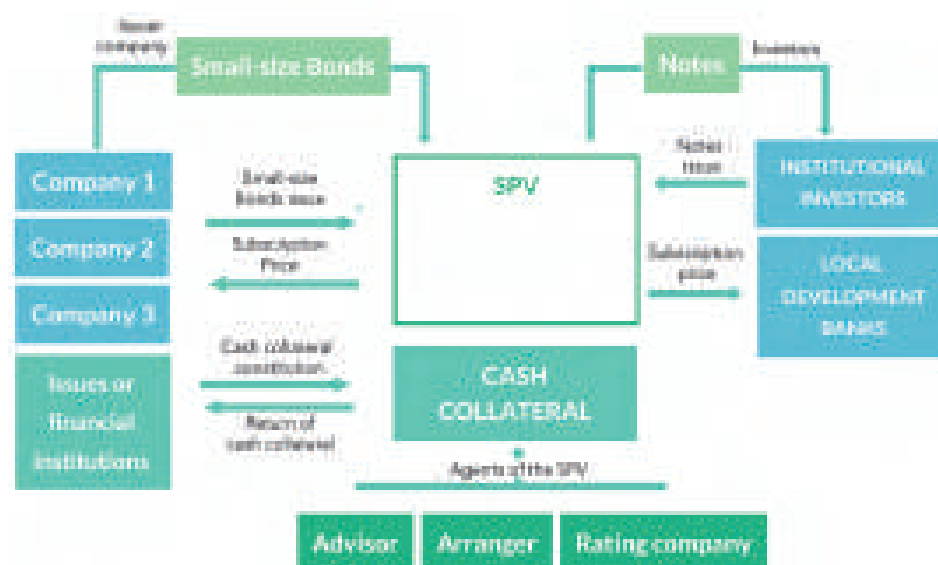 Issuer
company
Small-size Bonds
Notes
Investors
Company 1
Company 2
Company 3
Issues or
financial
institutions
Small-size
Bonds issue
Subscription
Price
Cash collateral
constitution
Return of
cash collateral
SPV
CASH
COLLATERAL
Notes
issue
Subscription
price
INSTITUTIONAL
INVESTORS
LOCAL
DEVELOPMENT
BANKS
Agents of the SPV
Advisor
Arranger
Rating company